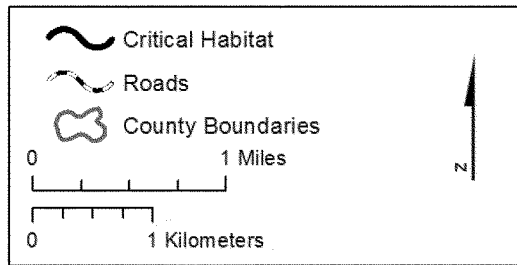 Critical Habitat
Roads
County Boundaries
0 1 Miles
0 1 Kilometers
N